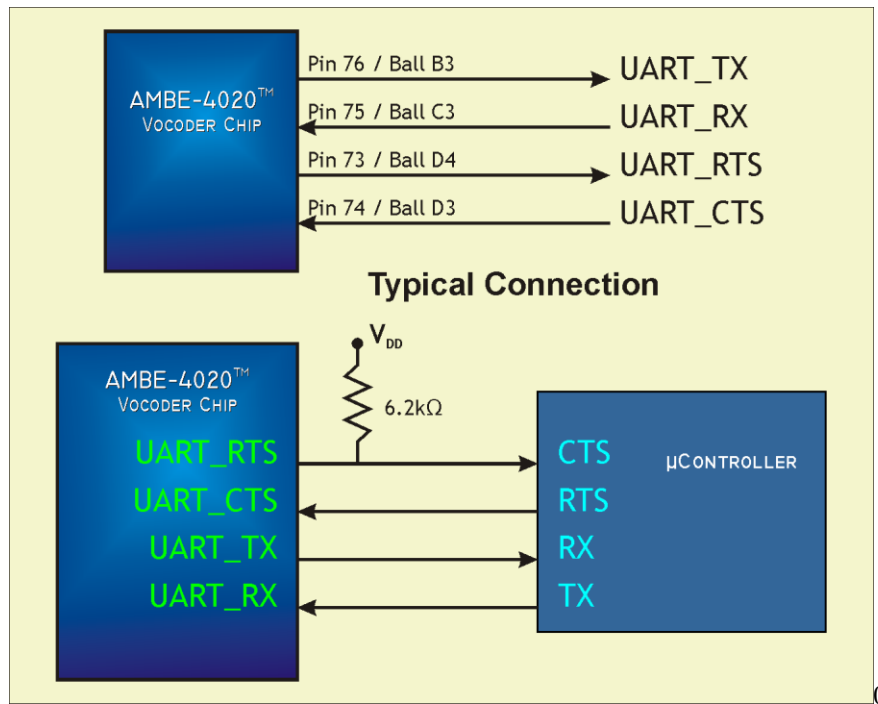 AMBE-4020™
VOCODER CHIP
Pin 76 / Ball B3
UART_TX
Pin 75 / Ball C3
UART_RX
Pin 73 / Ball D4
UART_RTS
Pin 74 / Ball D3
UART_CTS
Typical Connection
AMBE-4020™
VOCODER CHIP
VDD
6.2kΩ
UART_RTS
UART_CTS
UART_TX
UART_RX
CTS
RTS
RX
TX
µCONTROLLER